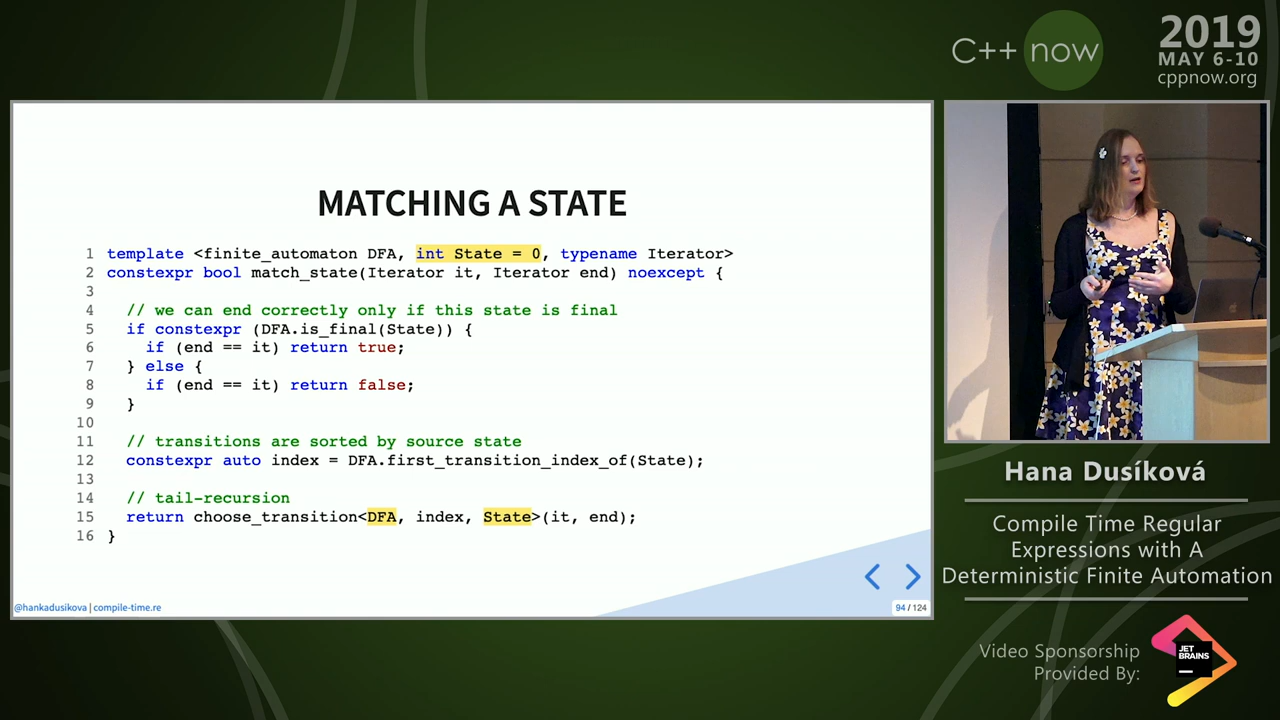 C++ now
2019
MAY 6-10
cppnow.org
MATCHING A STATE
1 template <finite_automaton DFA, int State = 0, typename Iterator>
2 constexpr bool match_state(Iterator it, Iterator end) noexcept {
3
4 // we can end correctly only if this state is final
5 if constexpr (DFA.is_final(State)) {
6 if (end == it) return true;
7 } else {
8 if (end == it) return false;
9 }
10
11 // transitions are sorted by source state
12 constexpr auto index = DFA.first_transition_index_of(State);
13
14 // tail-recursion
15 return choose_transition<DFA, index, State>(it, end);
16 }
@hankadusikova | compile-time.re
94 / 124
Hana Dusíková
Compile Time Regular
Expressions with A
Deterministic Finite Automation
Video Sponsorship
Provided By:
JET
BRAINS